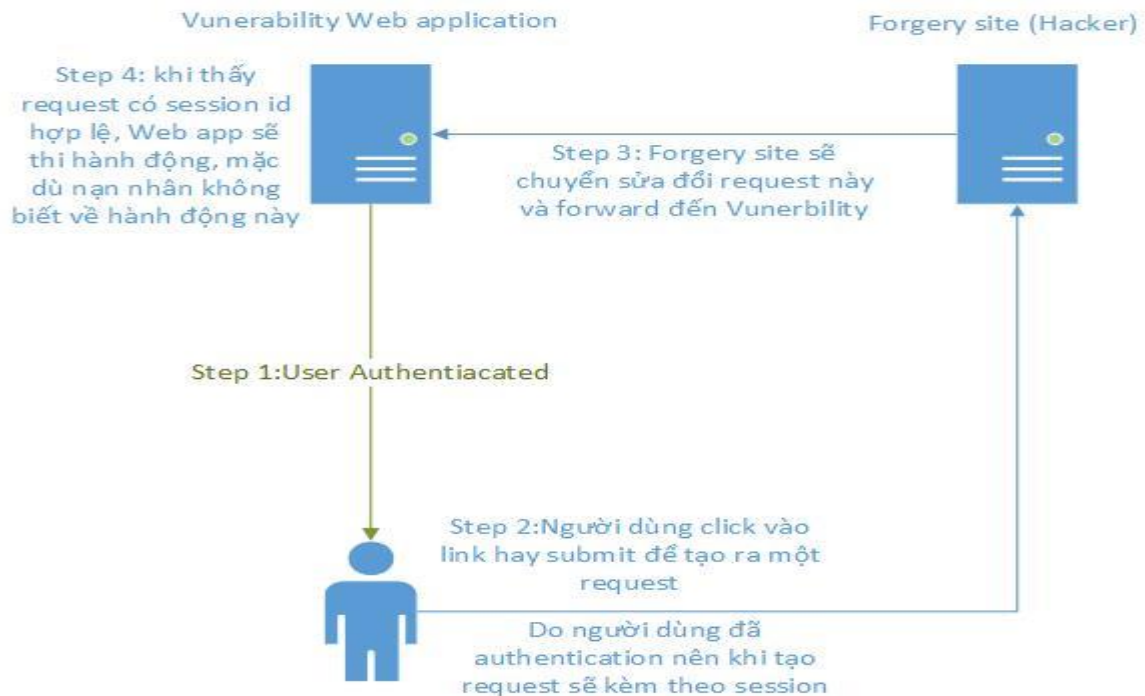 Vunerability Web application
Forgery site (Hacker)
Step 4: khi thấy
request có session id
hợp lệ, Web app sẽ
thi hành động, mặc
dù nạn nhân không
biết về hành động này
Step 3: Forgery site sẽ
chuyển sửa đổi request này
và forward đến Vunerbility
Step 1:User Authentiacated
Step 2:Người dùng click vào
link hay submit để tạo ra một
request
Do người dùng đã
authentication nên khi tạo
request sẽ kèm theo session